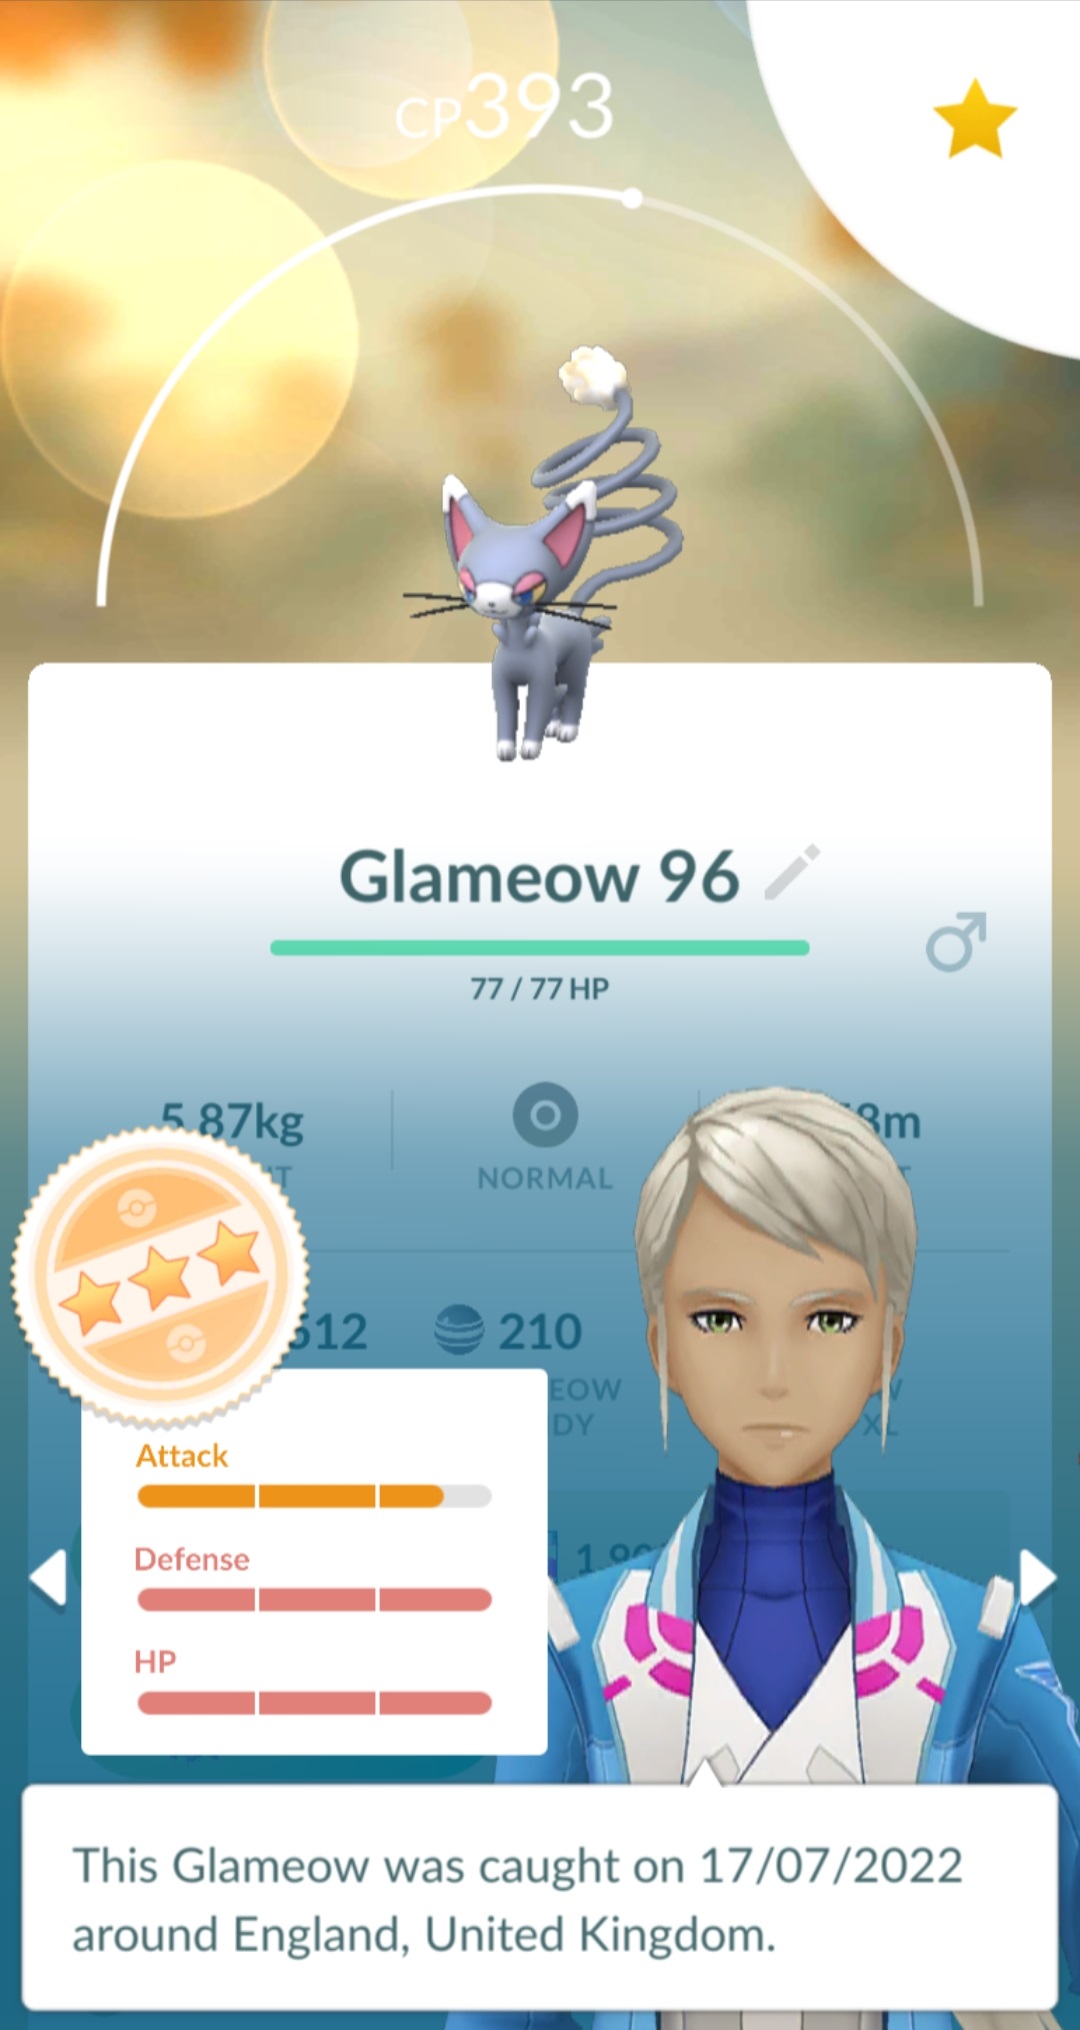 CP393
Glameow 96
77 / 77 HP
87kg
NORMAL
210
Attack
Defense
HP
This Glameow was caught on 17/07/2022
around England, United Kingdom.